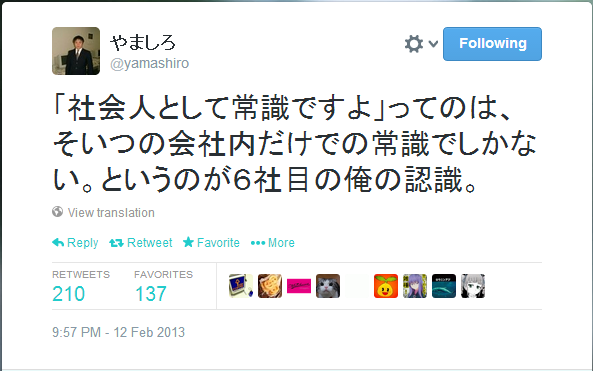 やましろ
@yamashiro
Following
「社会人として常識ですよ」ってのは、
そいつの会社内だけでの常識でしかな
い。というのが６社目の俺の認識。
View translation
Reply Retweet Favorite More
RETWEETS FAVORITES
210 137
9:57 PM - 12 Feb 2013